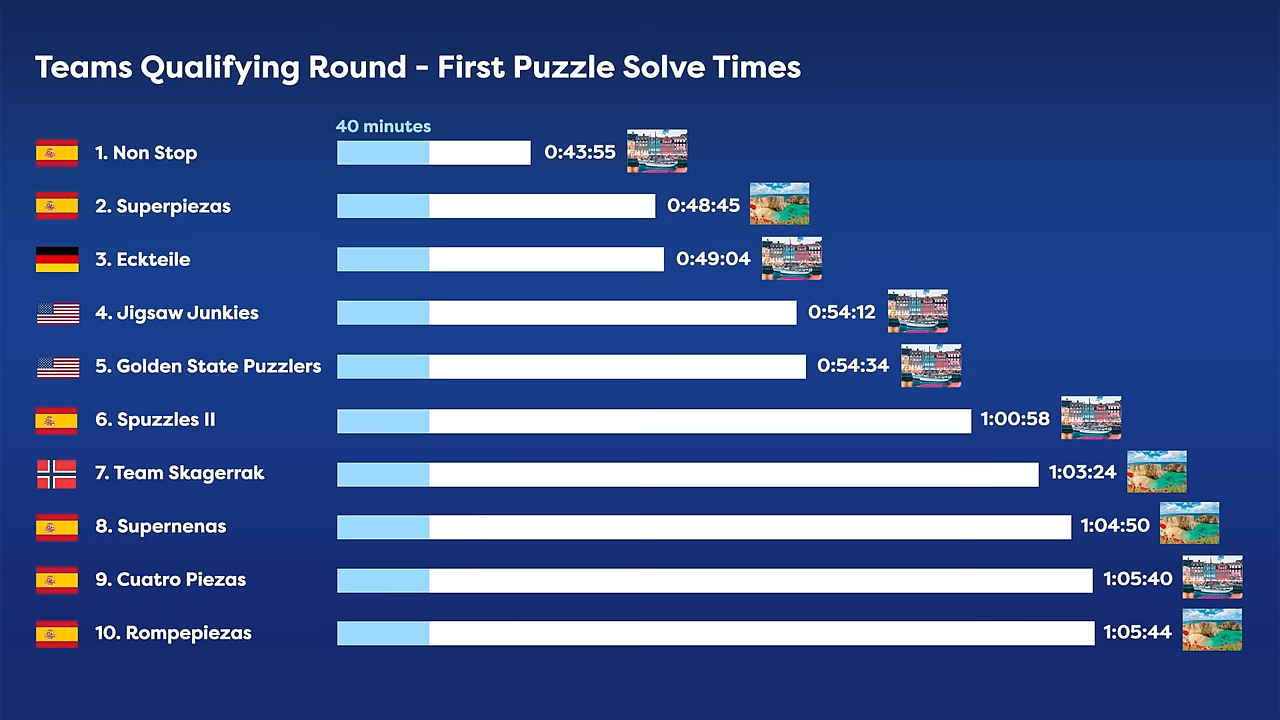 Teams Qualifying Round - First Puzzle Solve Times
40 minutes
1. Non Stop 0:43:55
2. Superpiezas 0:48:45
3. Eckteile 0:49:04
4. Jigsaw Junkies 0:54:12
5. Golden State Puzzlers 0:54:34
6. Spuzzles II 1:00:58
7. Team Skagerrak 1:03:24
8. Supernenas 1:04:50
9. Cuatro Piezas 1:05:40
10. Rompepiezas 1:05:44